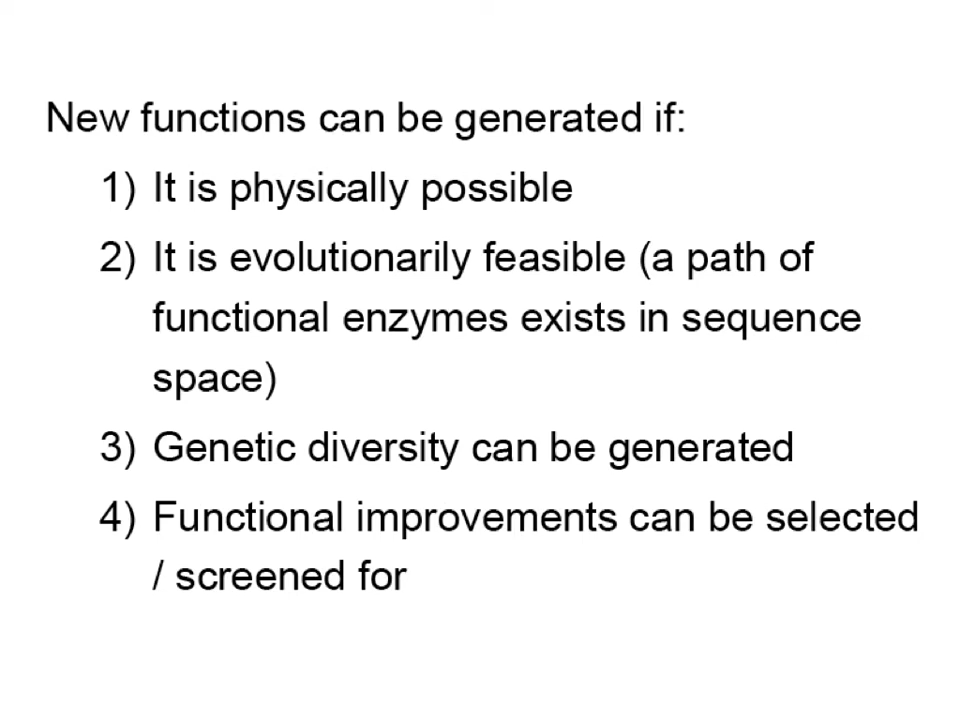 New functions can be generated if:
1) It is physically possible
2) It is evolutionarily feasible (a path of
functional enzymes exists in sequence
space)
3) Genetic diversity can be generated
4) Functional improvements can be selected
/ screened for